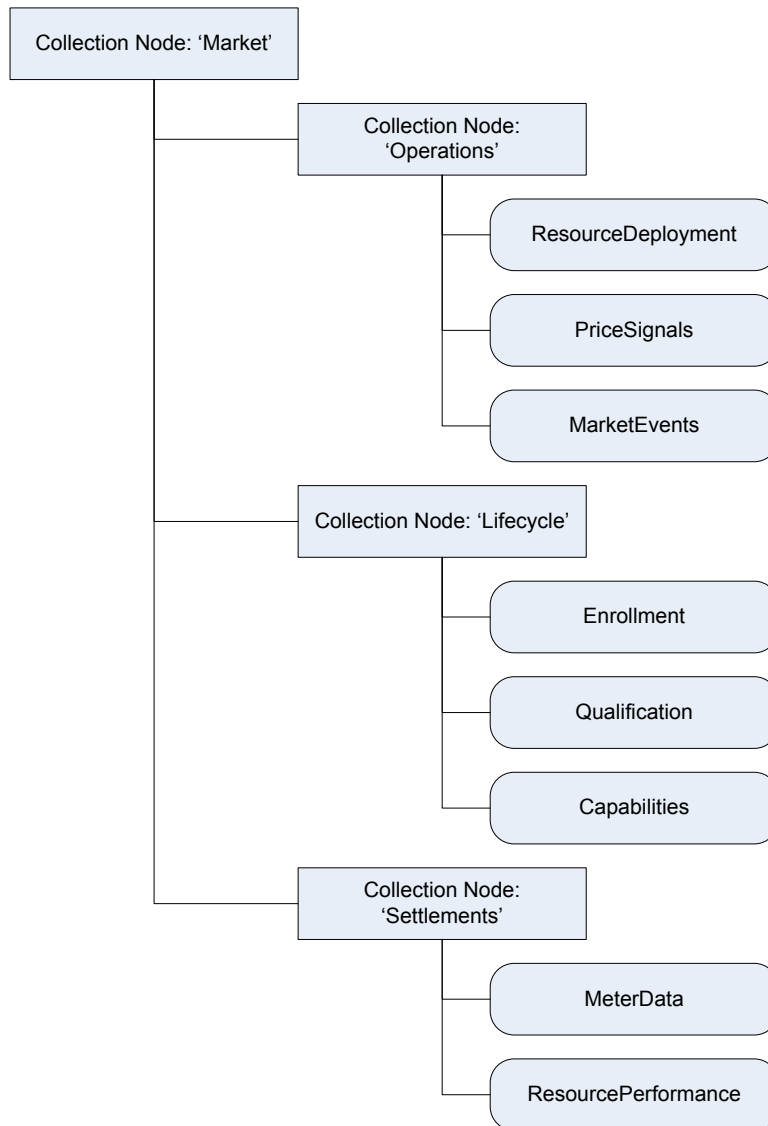 Collection Node: ‘Market’
Collection Node:
‘Operations’
ResourceDeployment
PriceSignals
MarketEvents
Collection Node: ‘Lifecycle’
Enrollment
Qualification
Capabilities
Collection Node:
‘Settlements’
MeterData
ResourcePerformance